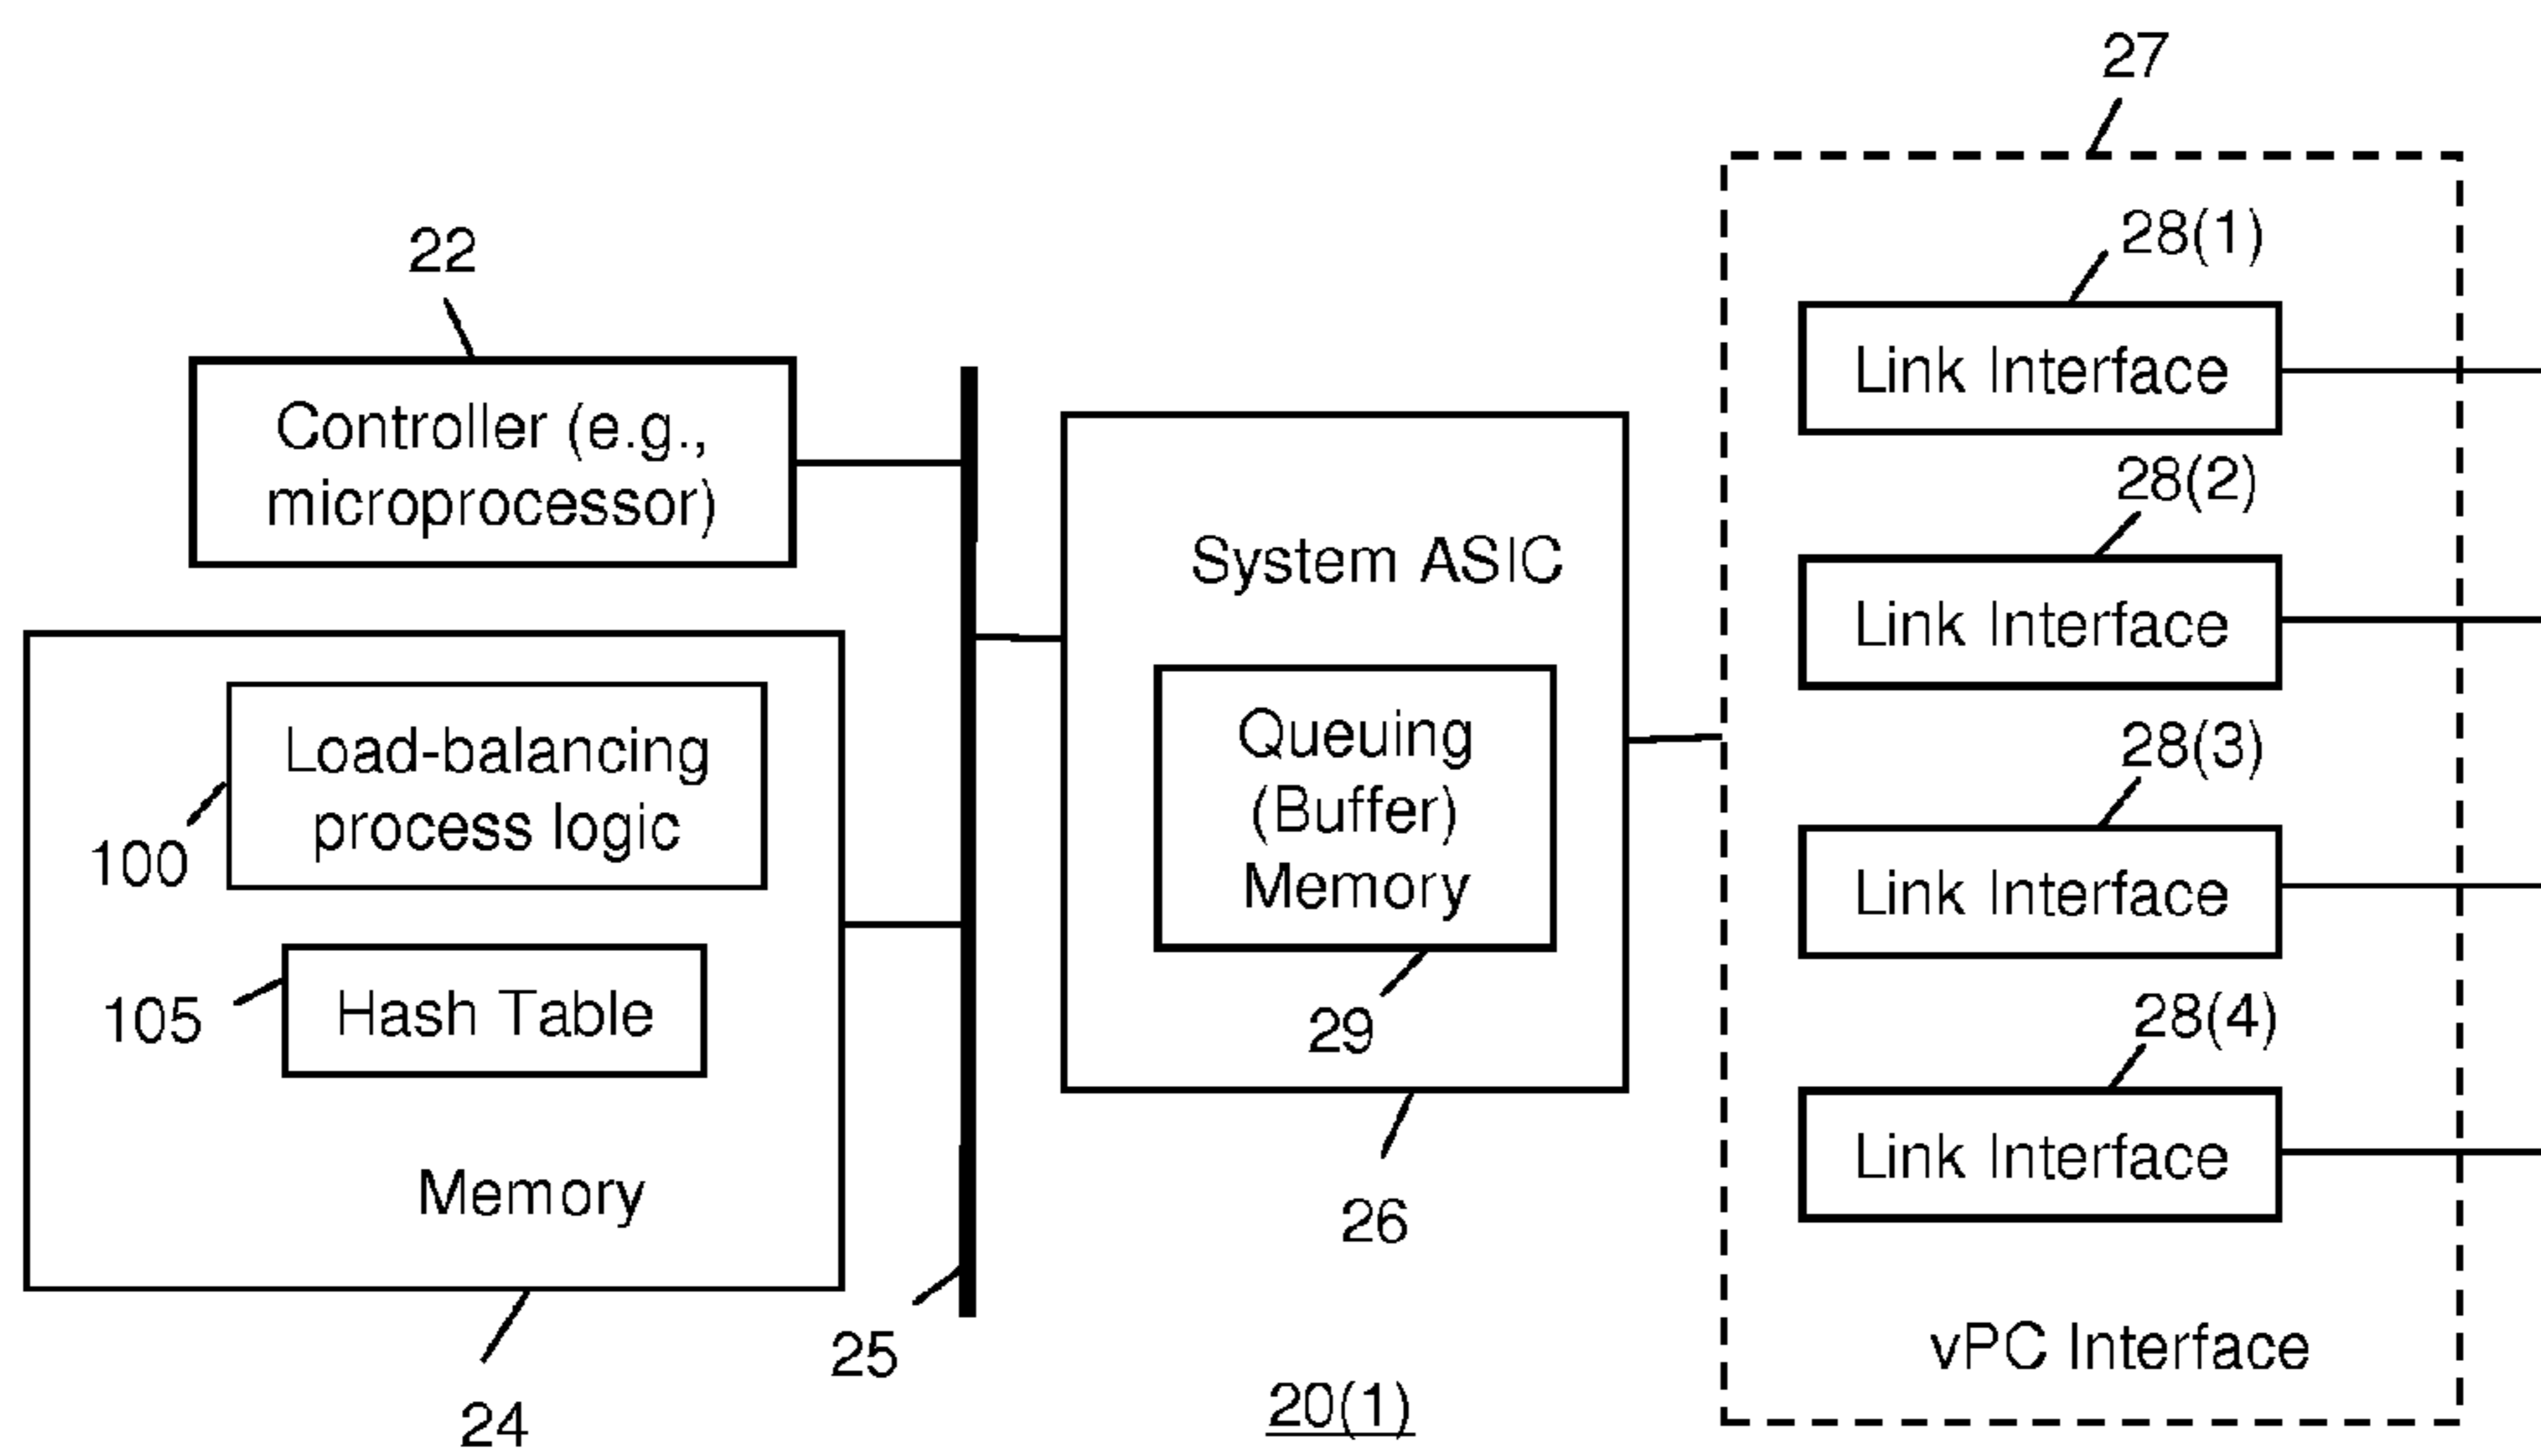 27
28(1)
22
Link Interface
Controller (e.g.,
microprocessor)
28(2)
System ASIC
Link Interface
Load-balancing
process logic
100
Queuing
(Buffer)
Memory
28(3)
Link Interface
105
Hash Table
29
28(4)
Link Interface
Memory
26
25
vPC Interface
24
20(1)